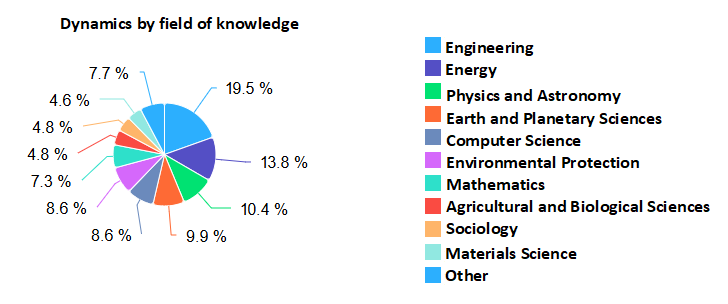 Dynamics by field of knowledge
7.7 %
19.5 %
4.6 %
4.8 %
4.8 %
13.8 %
7.3 %
8.6 %
10.4 %
8.6 %
9.9 %
Engineering
Energy
Physics and Astronomy
Earth and Planetary Sciences
Computer Science
Environmental Protection
Mathematics
Agricultural and Biological Sciences
Sociology
Materials Science
Other